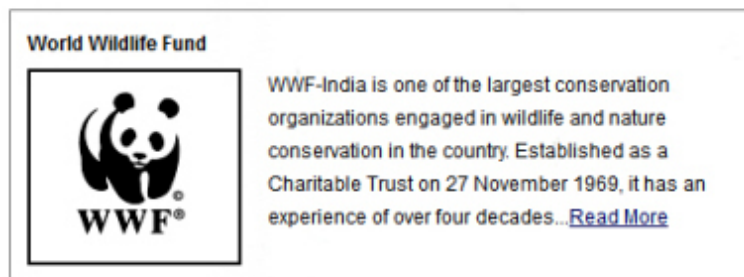 World Wildlife Fund
WWF-India is one of the largest conservation
organizations engaged in wildlife and nature
conservation in the country. Established as a
Charitable Trust on 27 November 1969, it has an
experience of over four decades...Read More
©
WWF®